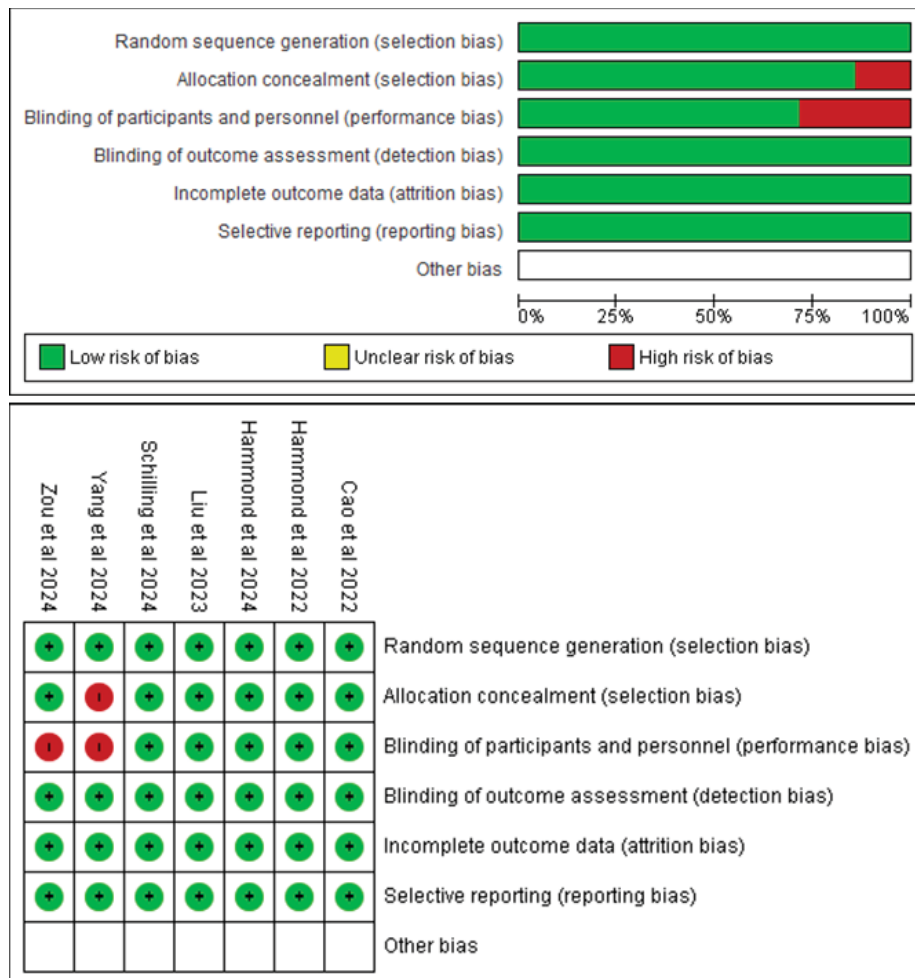 Random sequence generation (selection bias)
Allocation concealment (selection bias)
Blinding of participants and personnel (performance bias)
Blinding of outcome assessment (detection bias)
Incomplete outcome data (attrition bias)
Selective reporting (reporting bias)
Other bias
0% 25% 50% 75% 100%
Low risk of bias Unclear risk of bias High risk of bias
Zou et al 2024
Yang et al 2024
Schilling et al 2024
Liu et al 2023
Hammond et al 2024
Hammond et al 2022
Cao et al 2022
+ + + + + + + Random sequence generation (selection bias)
+ - + + + + + Allocation concealment (selection bias)
- - + + + + + Blinding of participants and personnel (performance bias)
+ + + + + + + Blinding of outcome assessment (detection bias)
+ + + + + + + Incomplete outcome data (attrition bias)
+ + + + + + + Selective reporting (reporting bias)
Other bias